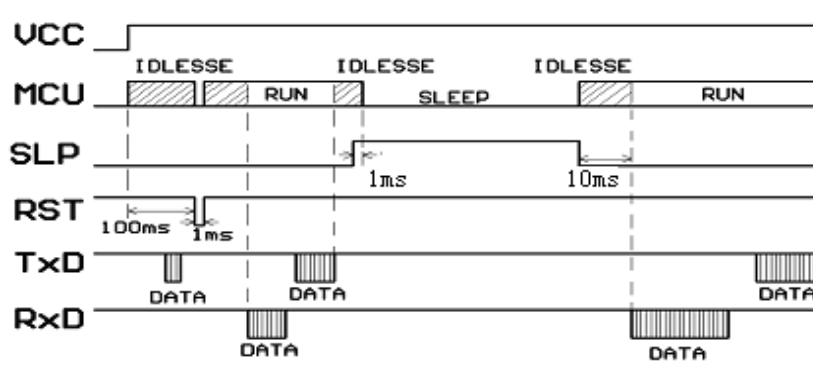 VCC
IDLESSE IDLESSE IDLESSE
MCU RUN SLEEP RUN
SLP
1ms 10ms
RST
100ms 1ms
TxD
DATA DATA DATA
RxD
DATA DATA